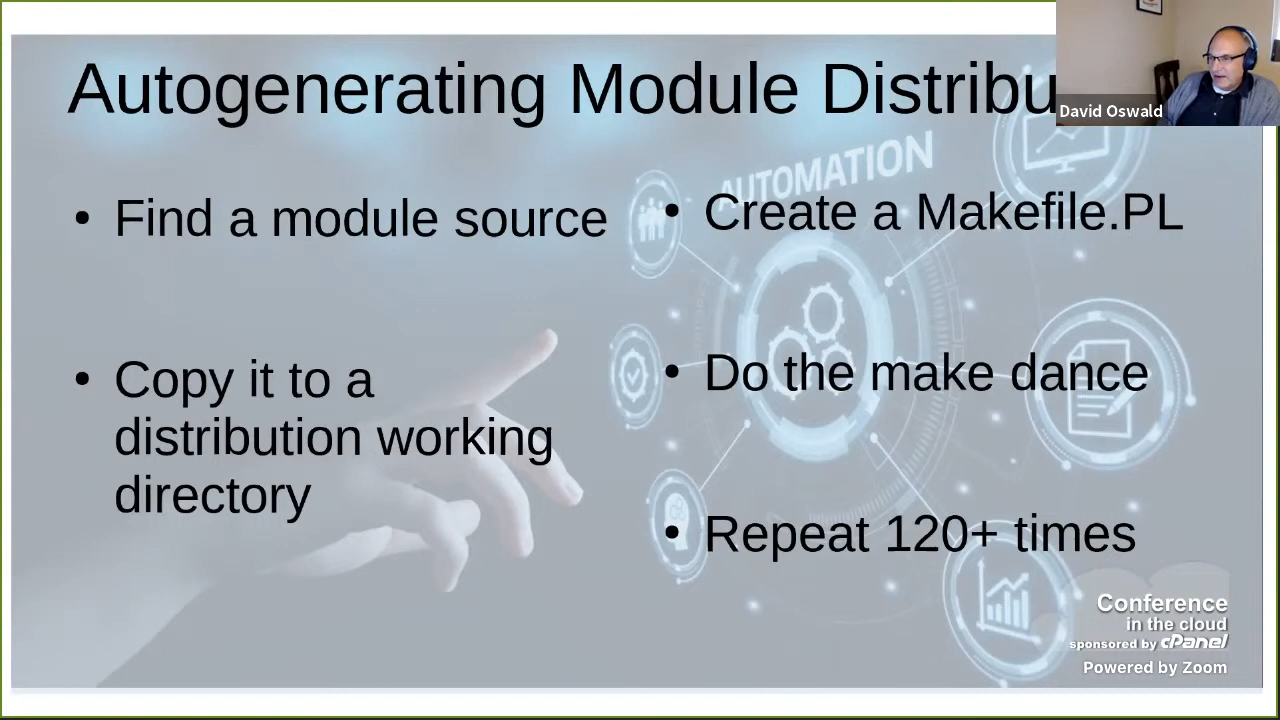 Autogenerating Module Distribu
David Oswald
AUTOMATION
• Find a module source
• Copy it to a
distribution working
directory
• Create a Makefile.PL
• Do the make dance
• Repeat 120+ times
Conference
in the cloud
sponsored by cPanel
Powered by Zoom